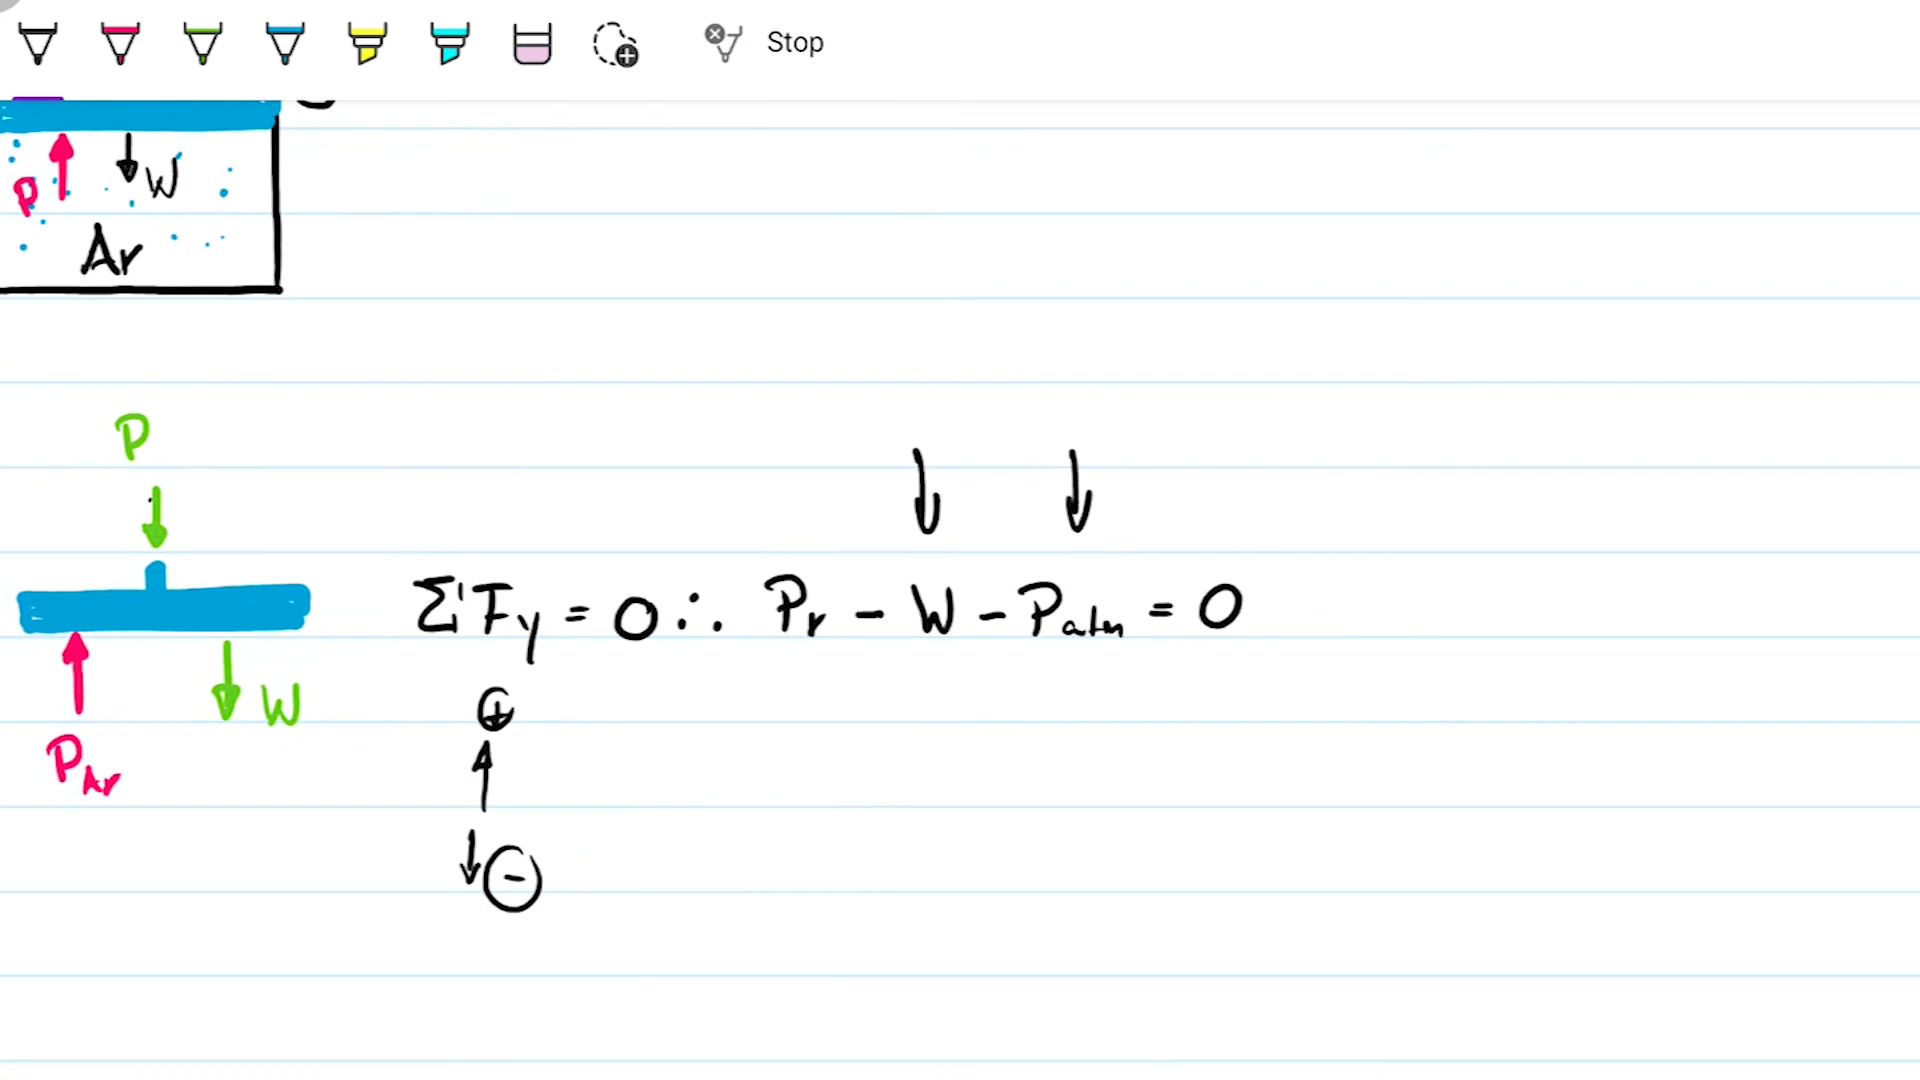 Stop
P W
Ar
P
ΣFy = 0 ∴ Pr - W - Patm = 0
W
+
PAr
-